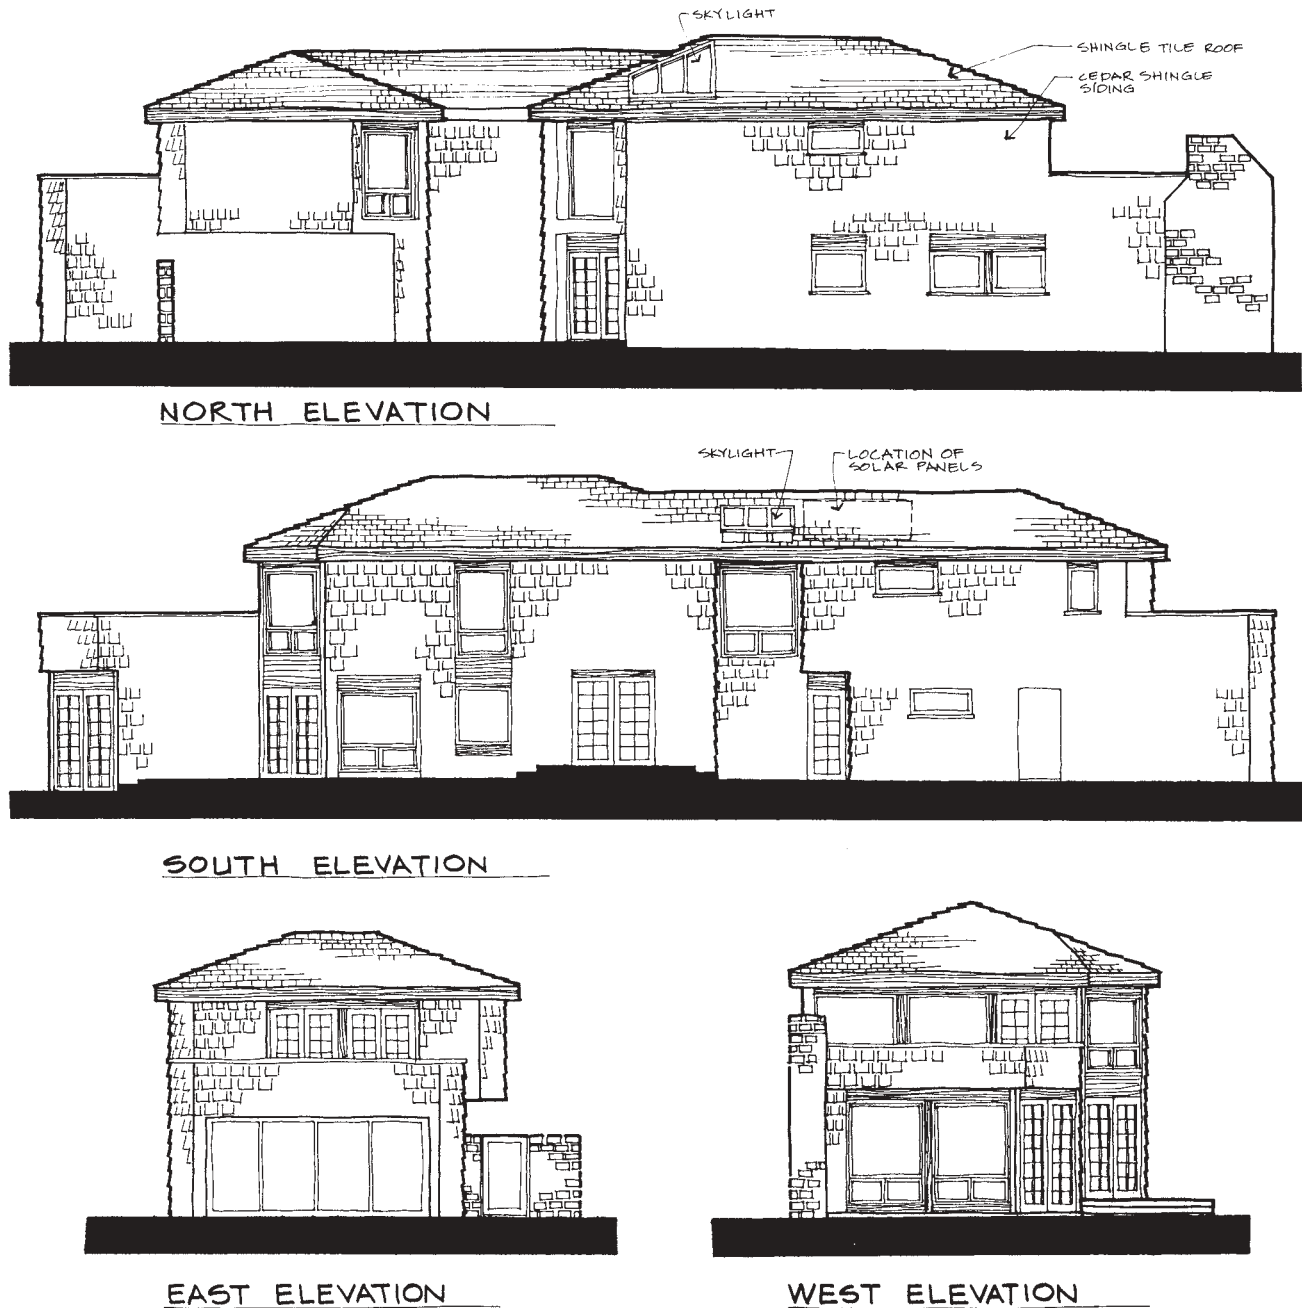 SKYLIGHT
SHINGLE TILE ROOF
CEDAR SHINGLE
SIDING
NORTH ELEVATION
SKYLIGHT
LOCATION OF
SOLAR PANELS
SOUTH ELEVATION
EAST ELEVATION
WEST ELEVATION